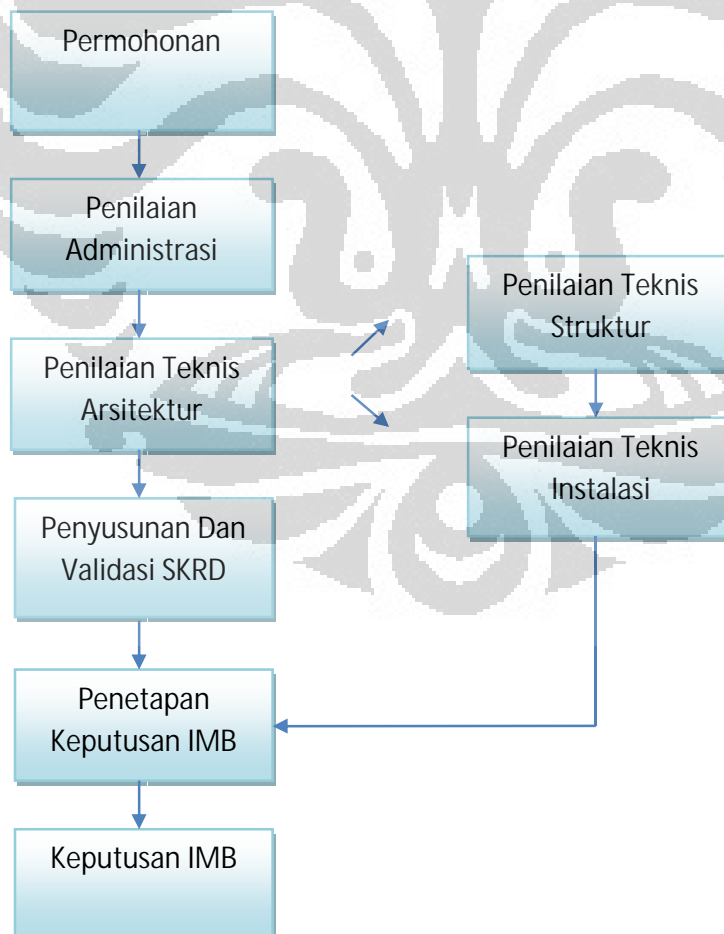 Permohonan
Penilaian
Administrasi
Penilaian Teknis
Arsitektur
Penilaian Teknis
Struktur
Penilaian Teknis
Instalasi
Penyusunan Dan
Validasi SKRD
Penetapan
Keputusan IMB
Keputusan IMB